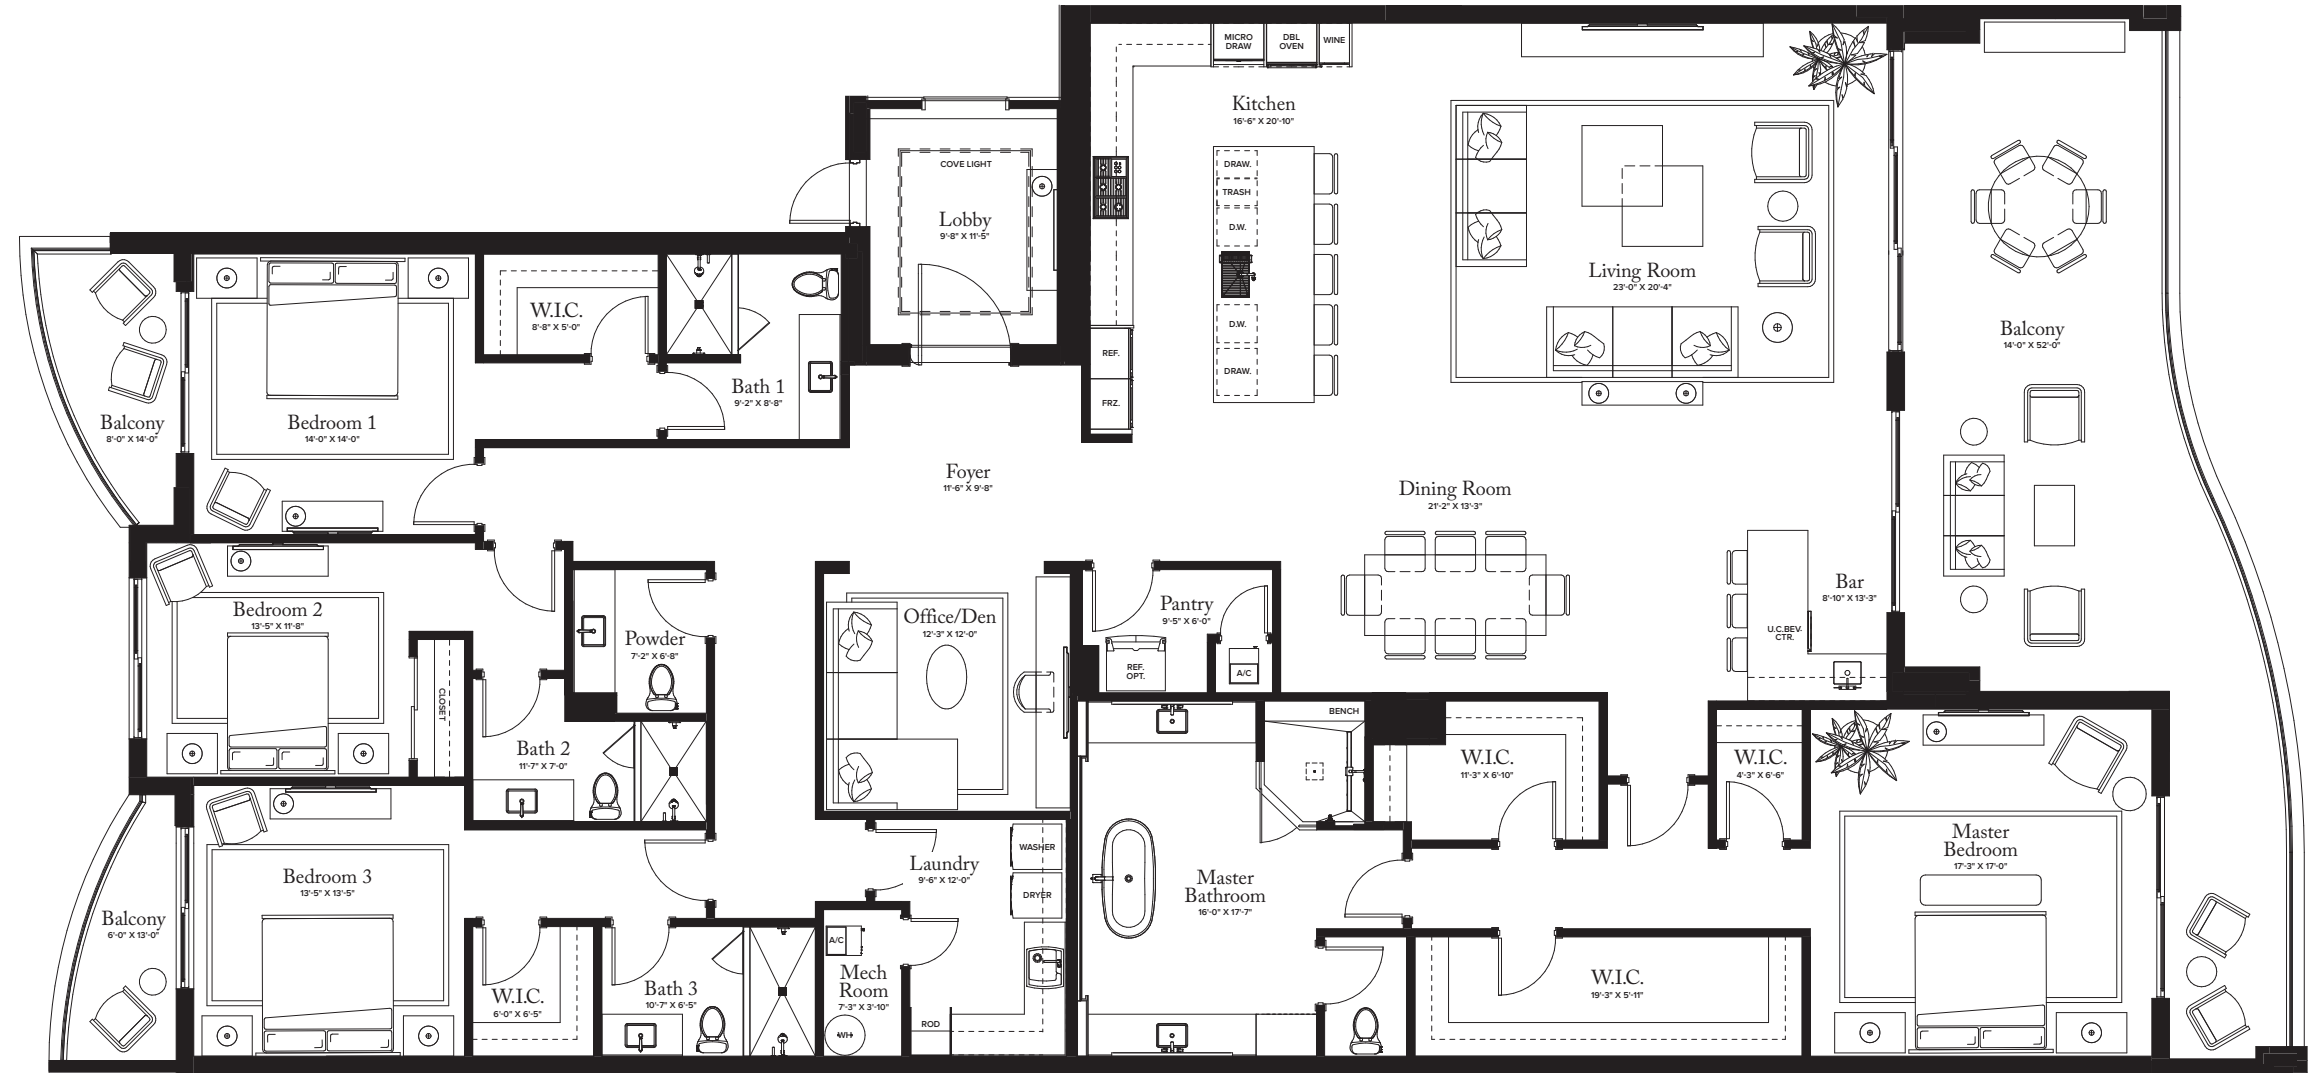 MICRO
DRAW
DBL
OVEN
WINE
Kitchen
16'-6" X 20'-10"
COVE LIGHT
Lobby
9'-8" X 11'-5"
DRAW.
TRASH
D.W.
D.W.
DRAW.
REF.
FRZ.
Living Room
23'-0" X 20'-4"
Balcony
14'-0" X 52'-0"
W.I.C.
8'-8" X 5'-0"
Bath 1
9'-2" X 8'-8"
Balcony
8'-0" X 14'-0"
Bedroom 1
14'-0" X 14'-0"
Foyer
11'-6" X 9'-8"
Dining Room
21'-2" X 13'-3"
Bar
8'-10" X 13'-3"
U.C.BEV.
CTR.
Bedroom 2
13'-5" X 11'-8"
CLOSET
Powder
7'-2" X 6'-8"
Office/Den
12'-3" X 12'-0"
Pantry
9'-5" X 6'-0"
REF.
OPT.
A/C
BENCH
Bath 2
11'-7" X 7'-0"
W.I.C.
11'-3" X 6'-10"
W.I.C.
4'-3" X 6'-6"
Master
Bedroom
17'-3" X 17'-0"
Bedroom 3
13'-5" X 13'-5"
Laundry
9'-6" X 12'-0"
WASHER
DRYER
Master
Bathroom
16'-0" X 17'-7"
Balcony
6'-0" X 13'-0"
W.I.C.
6'-0" X 6'-5"
Bath 3
10'-7" X 6'-5"
A/C
Mech
Room
7'-3" X 3'-10"
WH
ROD
W.I.C.
19'-3" X 5'-11"